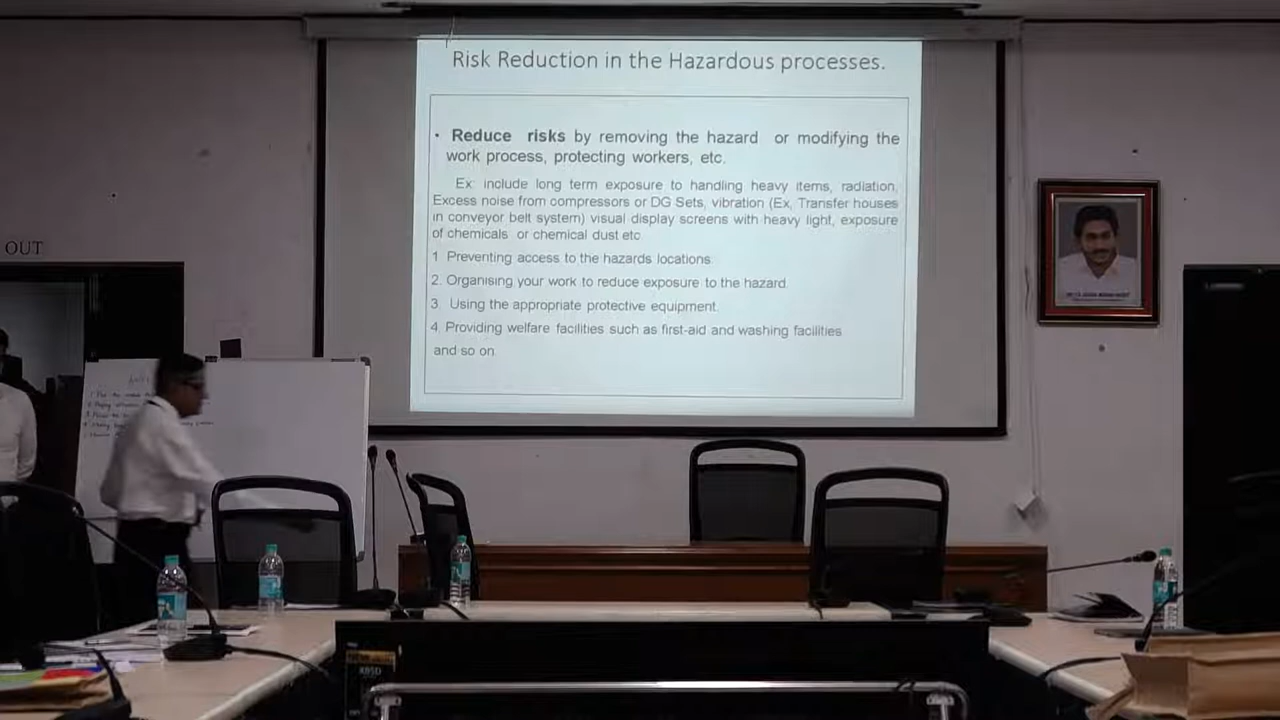 Risk Reduction in the Hazardous processes.
• Reduce risks by removing the hazard or modifying the
work process, protecting workers, etc.
Ex: include long term exposure to handling heavy items, radiation,
Excess noise from compressors or DG Sets, vibration (Ex, Transfer houses
in conveyor belt system) visual display screens with heavy light, exposure
of chemicals or chemical dust etc
1 Preventing access to the hazards locations.
2. Organising your work to reduce exposure to the hazard.
3. Using the appropriate protective equipment.
4. Providing welfare facilities such as first-aid and washing facilities
and so on
OUT